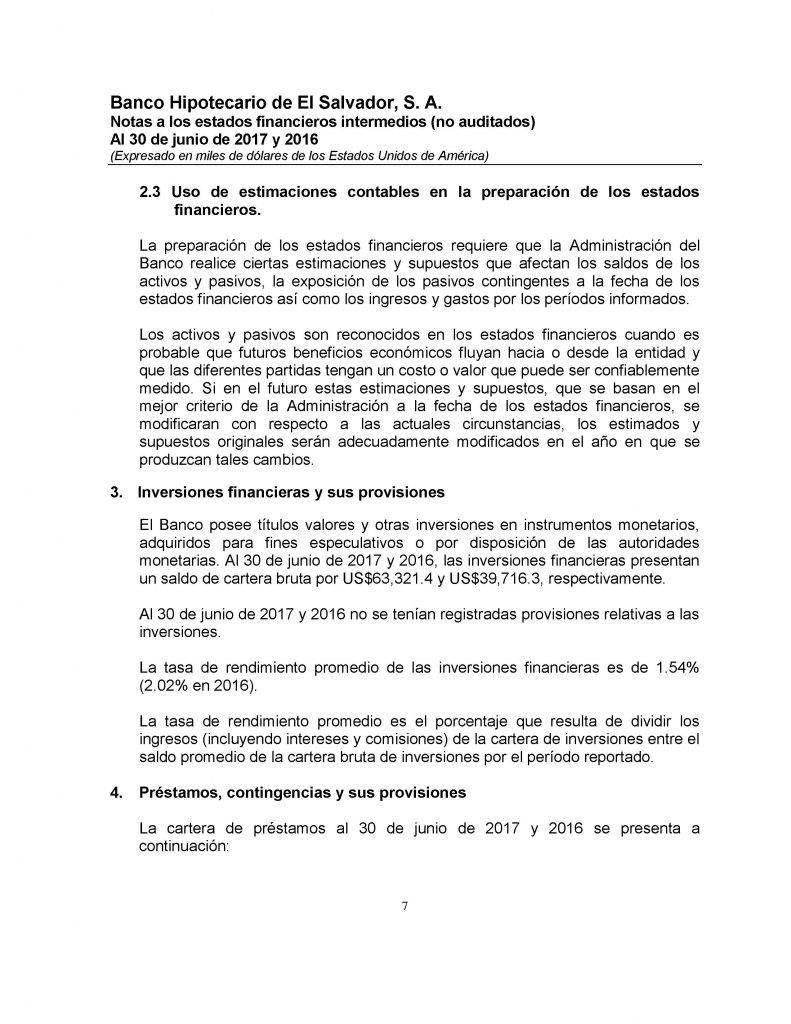 Banco Hipotecario de El Salvador, S. A.
Notas a los estados financieros intermedios (no auditados)
Al 30 de junio de 2017 y 2016
(Expresado en miles de dólares de los Estados Unidos de América)
2.3 Uso de estimaciones contables en la preparación de los estados
financieros.
La preparación de los estados financieros requiere que la Administración del
Banco realice ciertas estimaciones y supuestos que afectan los saldos de los
activos y pasivos, la exposición de los pasivos contingentes a la fecha de los
estados financieros así como los ingresos y gastos por los períodos informados.
Los activos y pasivos son reconocidos en los estados financieros cuando es
probable que futuros beneficios económicos fluyan hacia o desde la entidad y
que las diferentes partidas tengan un costo o valor que puede ser confiablemente
medido. Si en el futuro estas estimaciones y supuestos, que se basan en el
mejor criterio de la Administración a la fecha de los estados financieros, se
modificaran con respecto a las actuales circunstancias, los estimados y
supuestos originales serán adecuadamente modificados en el año en que se
produzcan tales cambios.
3. Inversiones financieras y sus provisiones
El Banco posee títulos valores y otras inversiones en instrumentos monetarios,
adquiridos para fines especulativos o por disposición de las autoridades
monetarias. Al 30 de junio de 2017 y 2016, las inversiones financieras presentan
un saldo de cartera bruta por US$63,321.4 y US$39,716.3, respectivamente.
Al 30 de junio de 2017 y 2016 no se tenían registradas provisiones relativas a las
inversiones.
La tasa de rendimiento promedio de las inversiones financieras es de 1.54%
(2.02% en 2016).
La tasa de rendimiento promedio es el porcentaje que resulta de dividir los
ingresos (incluyendo intereses y comisiones) de la cartera de inversiones entre el
saldo promedio de la cartera bruta de inversiones por el período reportado.
4. Préstamos, contingencias y sus provisiones
La cartera de préstamos al 30 de junio de 2017 y 2016 se presenta a
continuación:
7